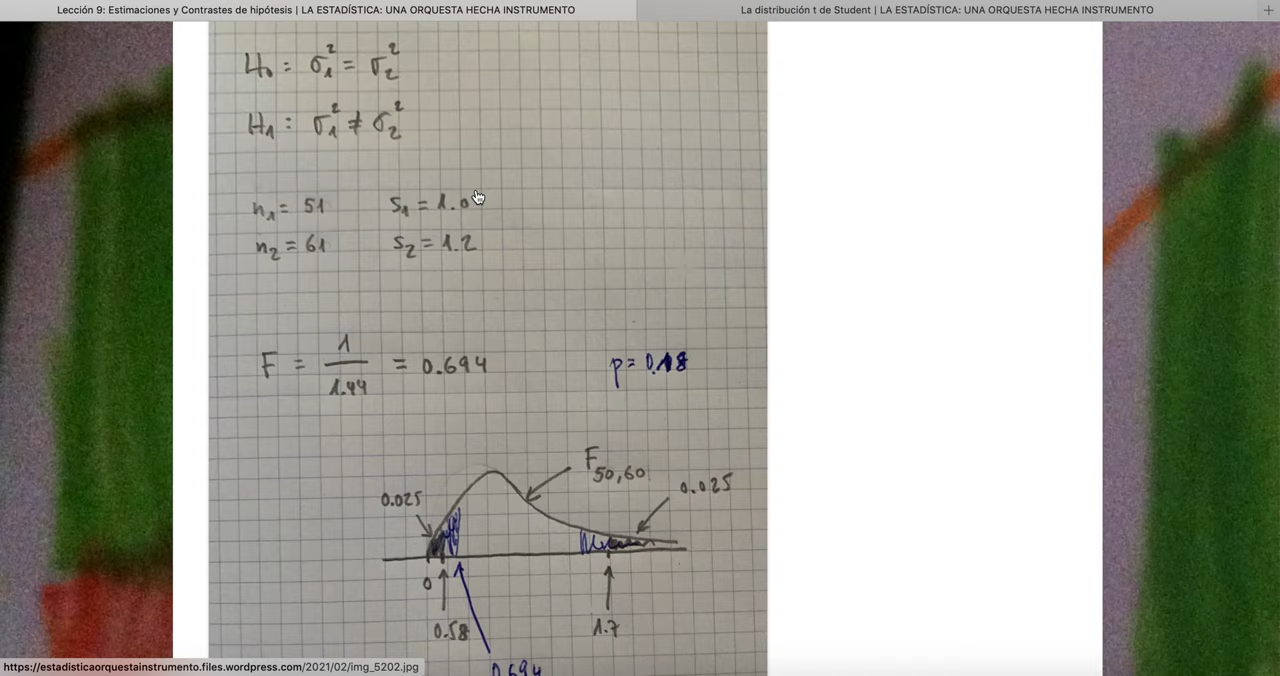 Lección 9: Estimaciones y Contrastes de hipótesis | LA ESTADÍSTICA: UNA ORQUESTA HECHA INSTRUMENTO
La distribución t de Student | LA ESTADÍSTICA: UNA ORQUESTA HECHA INSTRUMENTO
+
H₀ = σ₁² = σ₂²
H₁ = σ₁² ≠ σ₂²
n₁ = 51 S₁ = 1.0
n₂ = 61 S₂ = 1.2
F = 1/1.44 = 0.694 p = 0.18
F50,60
0.025 0.025
0
0.58 1.7
0.694
https://estadisticaorquestainstrumento.files.wordpress.com/2021/02/img_5202.jpg